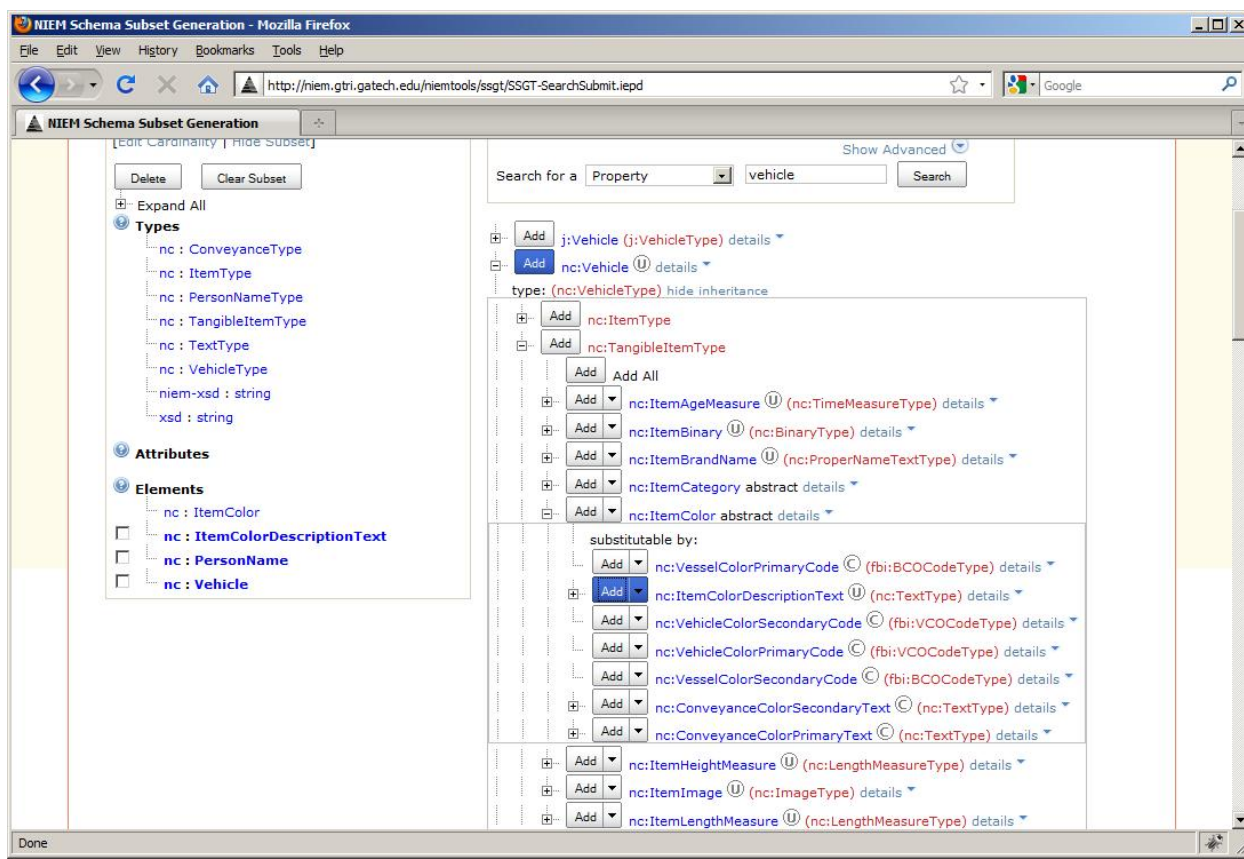 NIEM Schema Subset Generation - Mozilla Firefox
File Edit View History Bookmarks Tools Help
http://niem.gtri.gatech.edu/niemtools/ssgt/SSGT-SearchSubmit.iepd
Google
NIEM Schema Subset Generation
[Edit Cardinality | Hide Subset]
Delete Clear Subset
Expand All
Types
nc : ConveyanceType
nc : ItemType
nc : PersonNameType
nc : TangibleItemType
nc : TextType
nc : VehicleType
niem-xsd : string
xsd : string
Attributes
Elements
nc : ItemColor
nc : ItemColorDescriptionText
nc : PersonName
nc : Vehicle
Show Advanced
Search for a Property vehicle Search
Add j:Vehicle (j:VehicleType) details
Add nc:Vehicle U details
type: (nc:VehicleType) hide inheritance
Add nc:ItemType
Add nc:TangibleItemType
Add Add All
Add nc:ItemAgeMeasure U (nc:TimeMeasureType) details
Add nc:ItemBinary U (nc:BinaryType) details
Add nc:ItemBrandName U (nc:ProperNameTextType) details
Add nc:ItemCategory abstract details
Add nc:ItemColor abstract details
substitutable by:
Add nc:VesselColorPrimaryCode C (fbi:BCOCodeType) details
Add nc:ItemColorDescriptionText U (nc:TextType) details
Add nc:VehicleColorSecondaryCode C (fbi:VCOCodeType) details
Add nc:VehicleColorPrimaryCode C (fbi:VCOCodeType) details
Add nc:VesselColorSecondaryCode C (fbi:BCOCodeType) details
Add nc:ConveyanceColorSecondaryText C (nc:TextType) details
Add nc:ConveyanceColorPrimaryText C (nc:TextType) details
Add nc:ItemHeightMeasure U (nc:LengthMeasureType) details
Add nc:ItemImage U (nc:ImageType) details
Add nc:ItemLengthMeasure U (nc:LengthMeasureType) details
Done